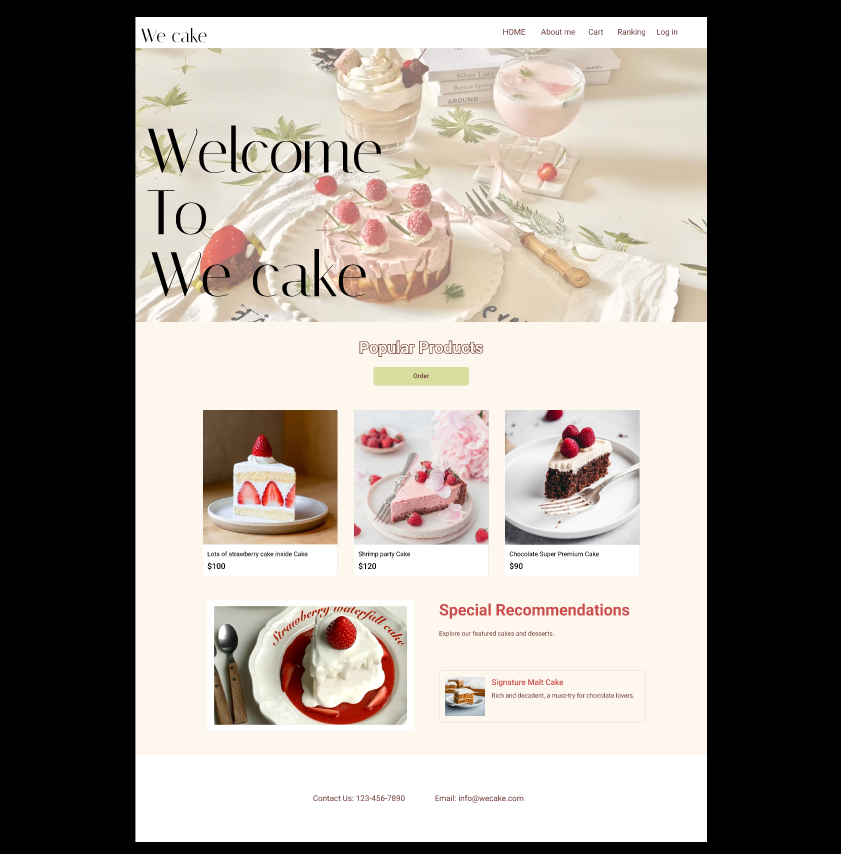 We cake
HOME About me Cart Ranking Log in
AROUND
Welcome
To
We cake
Popular Products
Order
Lots of strawberry cake inside Cake
$100
Shrimp party Cake
$120
Chocolate Super Premium Cake
$90
Strawberry waterfall cake
Special Recommendations
Explore our featured cakes and desserts.
Signature Malt Cake
Rich and decadent, a must-try for chocolate lovers.
Contact Us: 123-456-7890 Email: info@wecake.com